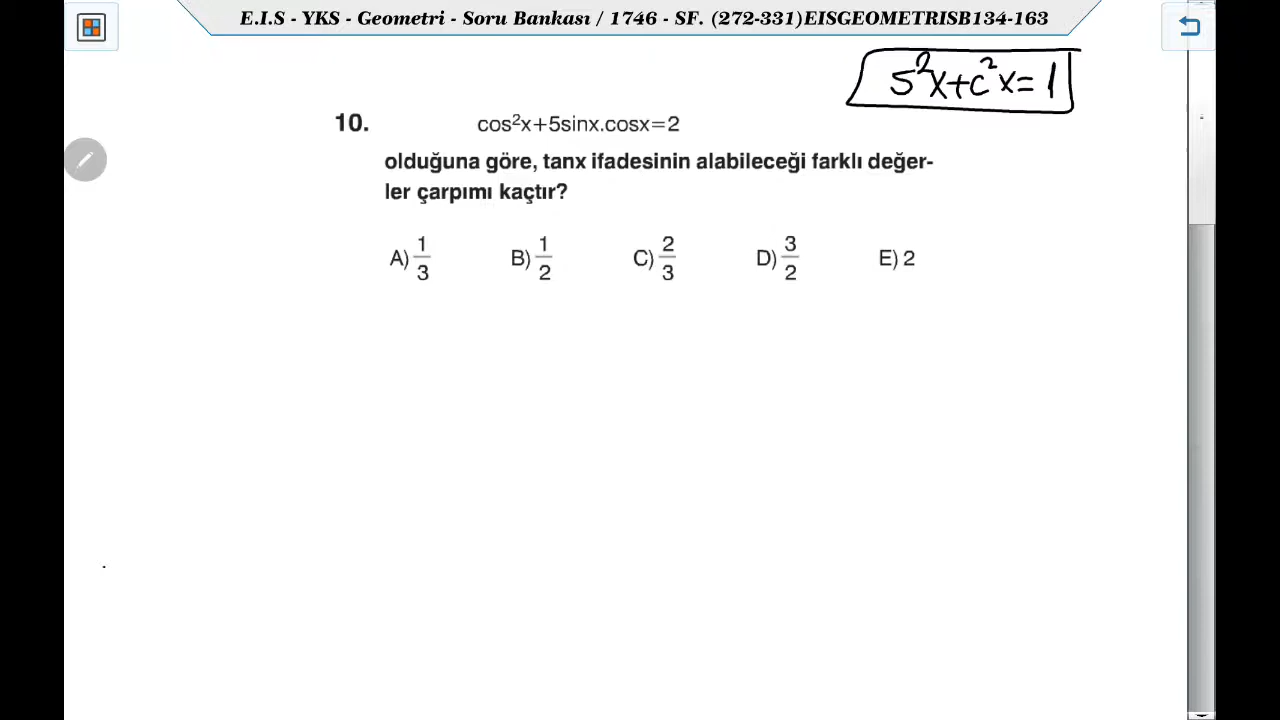 E.I.S - YKS - Geometri - Soru Bankası / 1746 - SF. (272-331)EISGEOMETRISB134-163
S²x+c²x=1
10. cos²x+5sinx.cosx=2
olduğuna göre, tanx ifadesinin alabileceği farklı değer-
ler çarpımı kaçtır?
A) 1/3 B) 1/2 C) 2/3 D) 3/2 E) 2